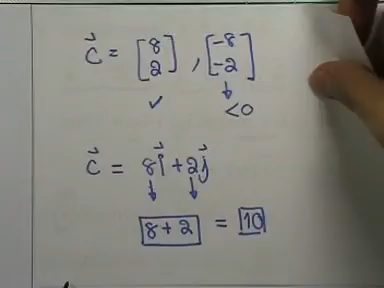 c⃗ = [8 2], [-8 -2]
✓ ↓ <0
c⃗ = 8i⃗ + 2j⃗
↓ ↓
8 + 2 = 10